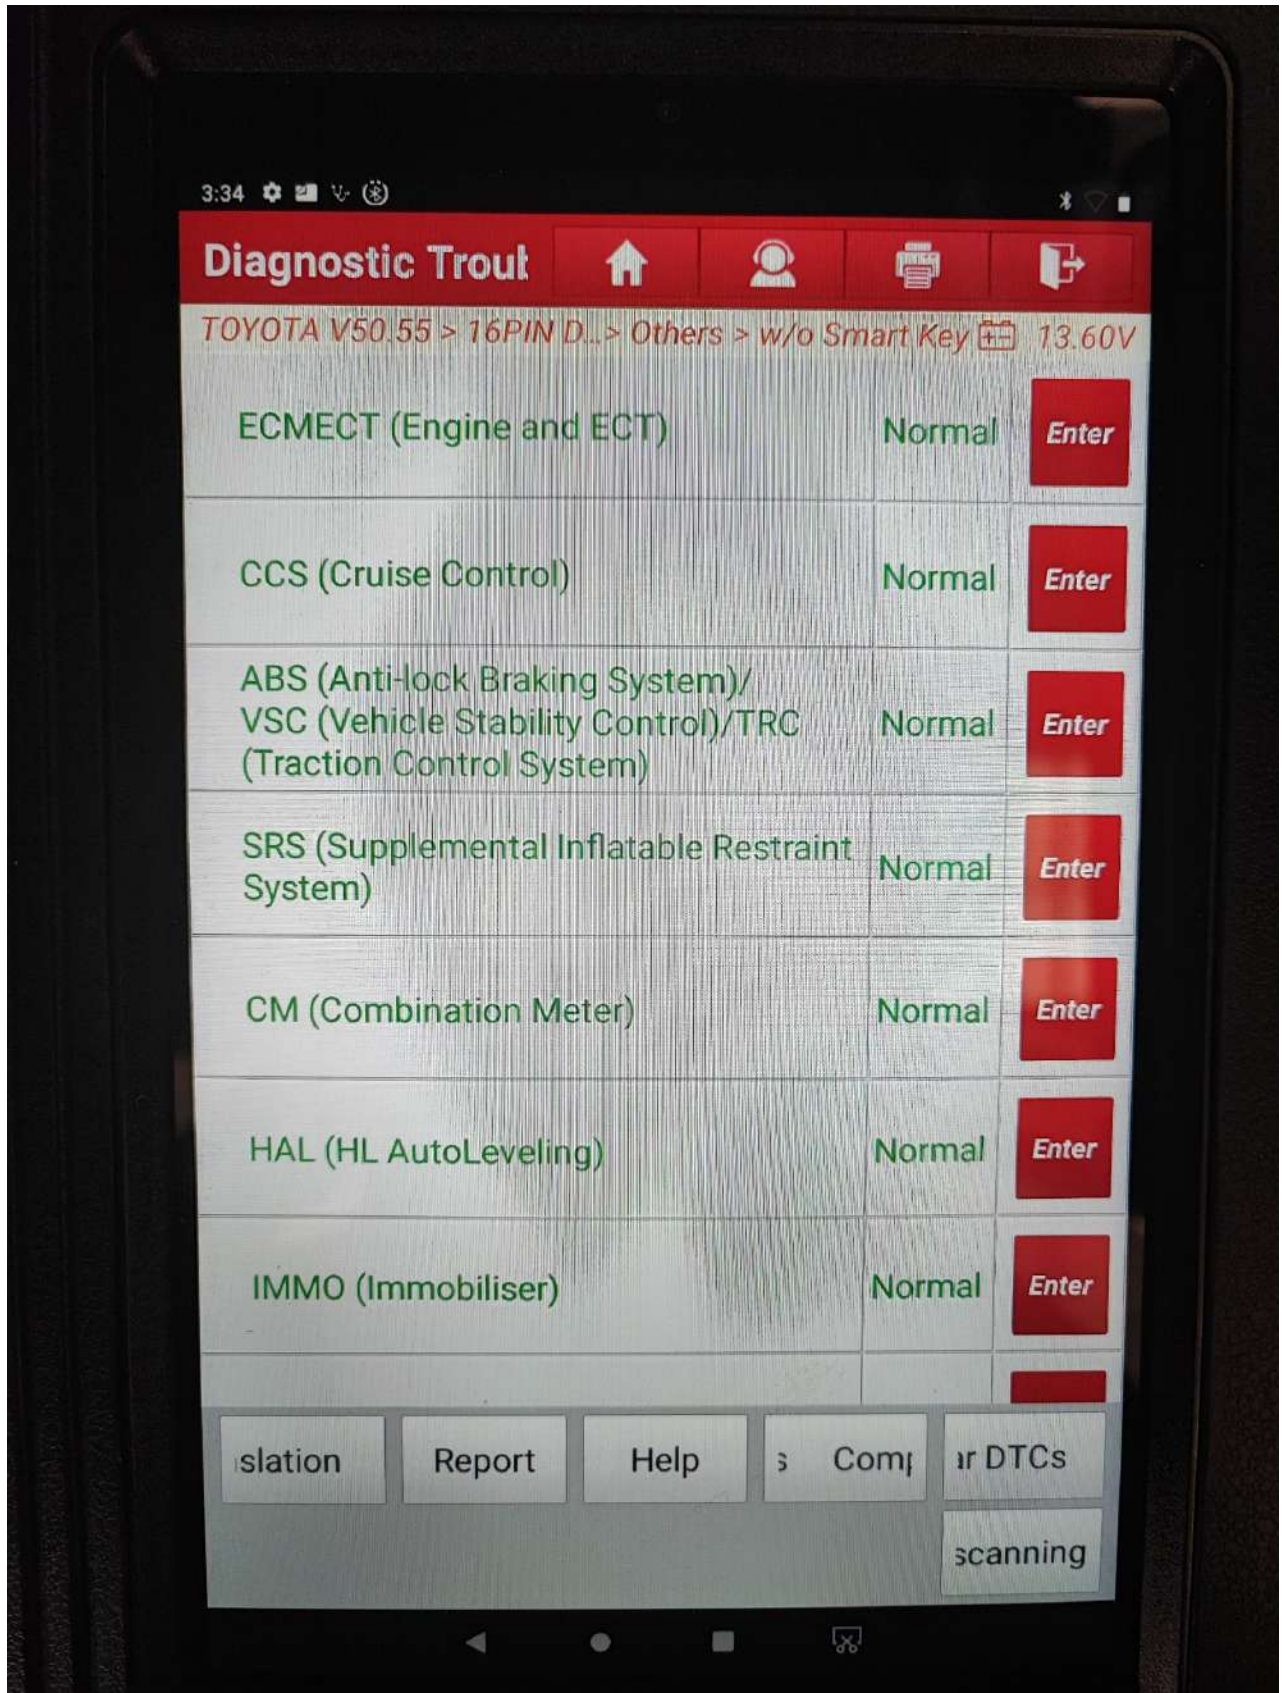 3:34
Diagnostic Troul
TOYOTA V50.55 > 16PIN D...> Others > w/o Smart Key 13.60V
ECMECT (Engine and ECT) Normal Enter
CCS (Cruise Control) Normal Enter
ABS (Anti-lock Braking System)/
VSC (Vehicle Stability Control)/TRC Normal Enter
(Traction Control System)
SRS (Supplemental Inflatable Restraint
System) Normal Enter
CM (Combination Meter) Normal Enter
HAL (HL AutoLeveling) Normal Enter
IMMO (Immobiliser) Normal Enter
slation Report Help s Comp ar DTCs
scanning